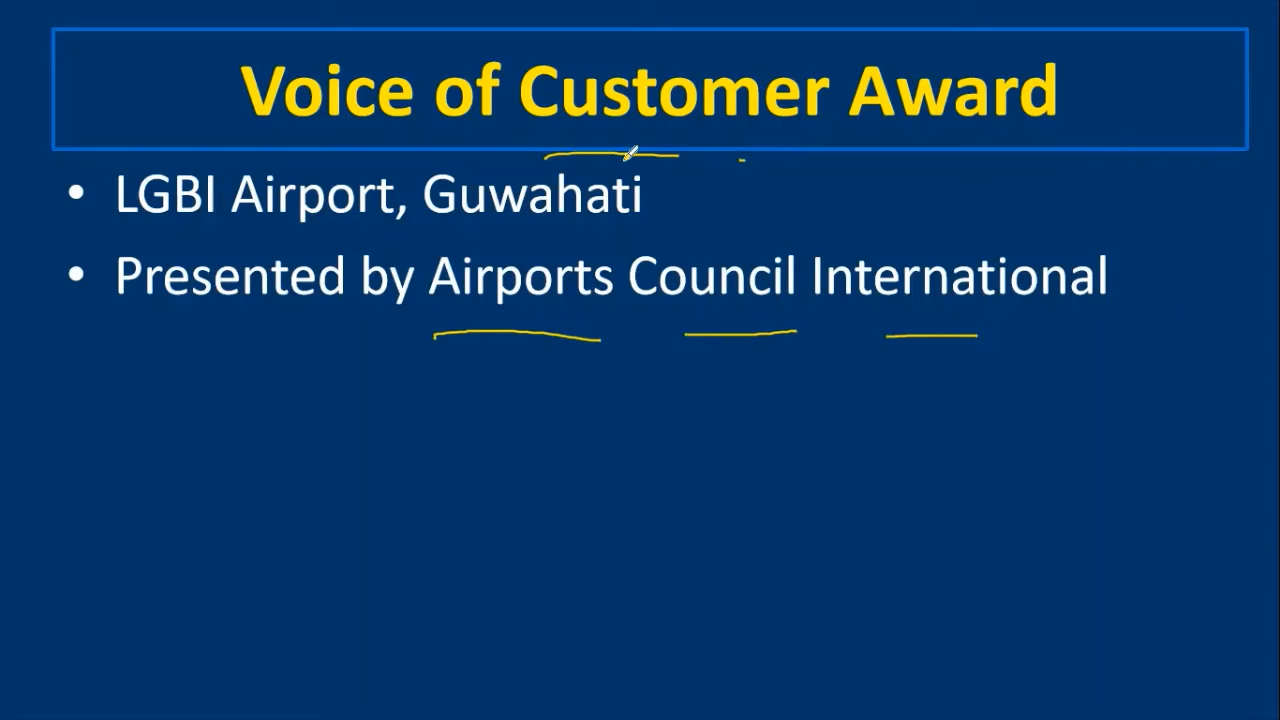 Voice of Customer Award
• LGBI Airport, Guwahati
• Presented by Airports Council International